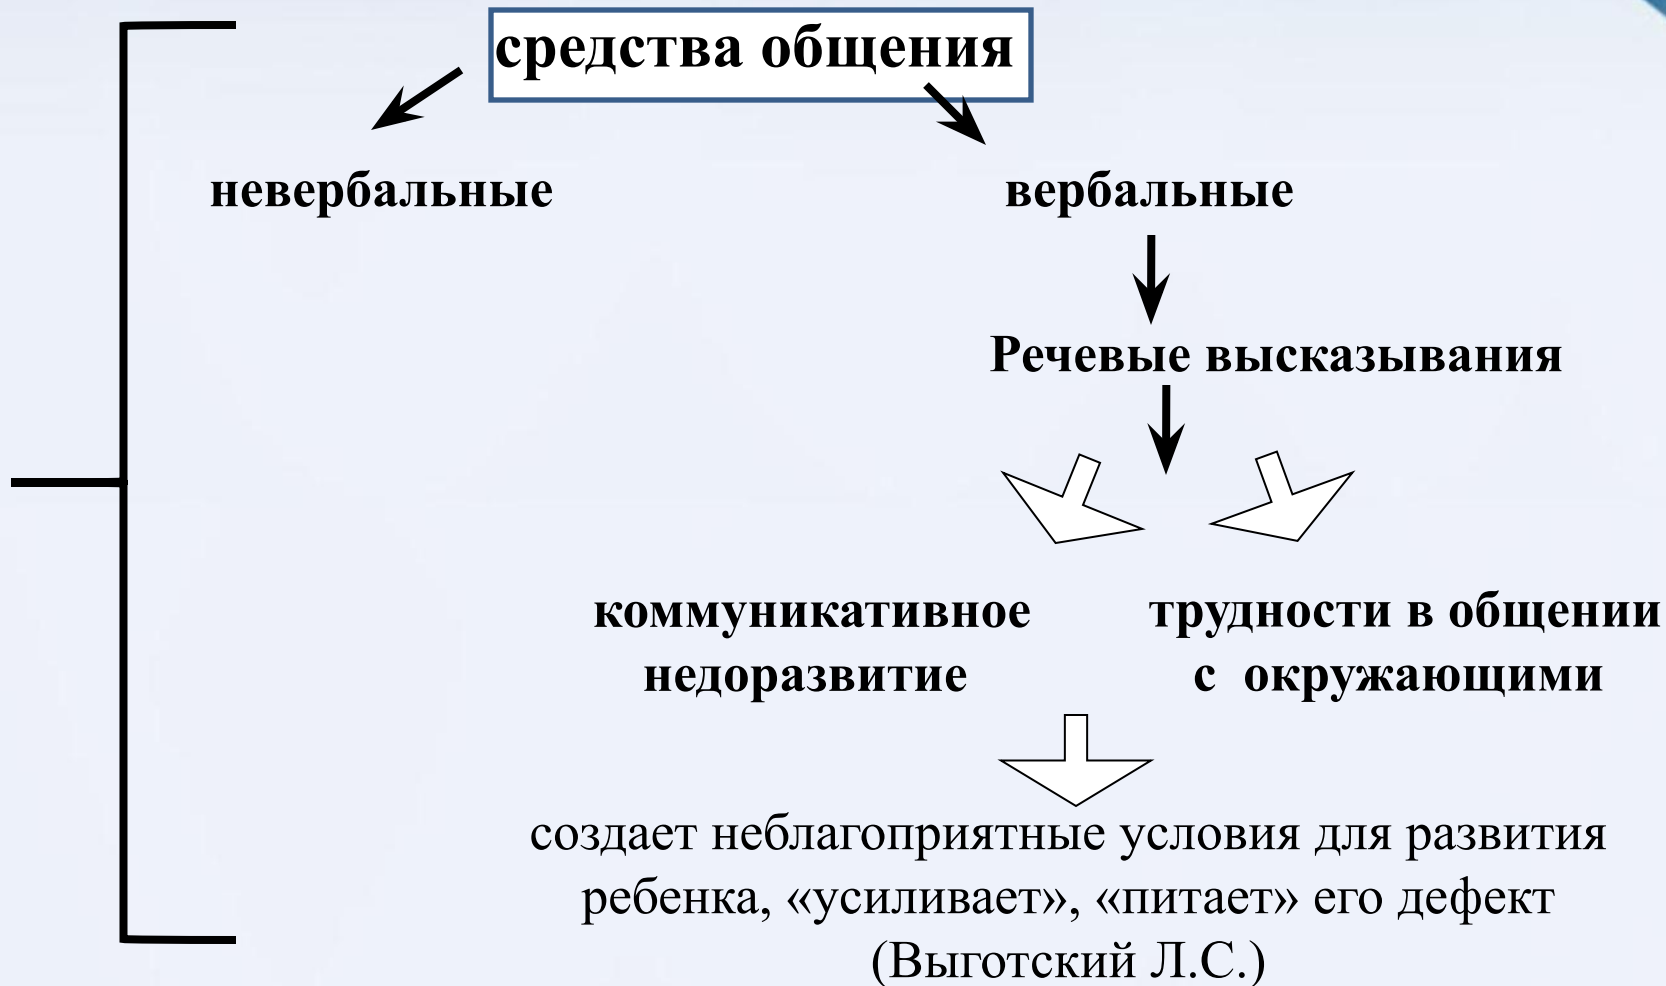 средства общения
невербальные
вербальные
Речевые высказывания
коммуникативное
недоразвитие
трудности в общении
с окружающими
создает неблагоприятные условия для развития
ребенка, «усиливает», «питает» его дефект
(Выготский Л.С.)